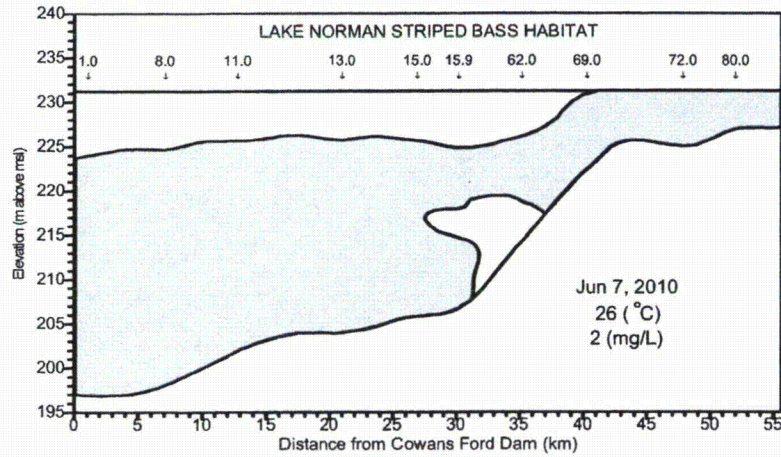 LAKE NORMAN STRIPED BASS HABITAT
1.0 8.0 11.0 13.0 15.0 15.9 62.0 69.0 72.0 80.0
240
235
230
225
220
215
210
205
200
195
Elevation (m above msl)
Jun 7, 2010
26 (°C)
2 (mg/L)
0 5 10 15 20 25 30 35 40 45 50 55
Distance from Cowans Ford Dam (km)